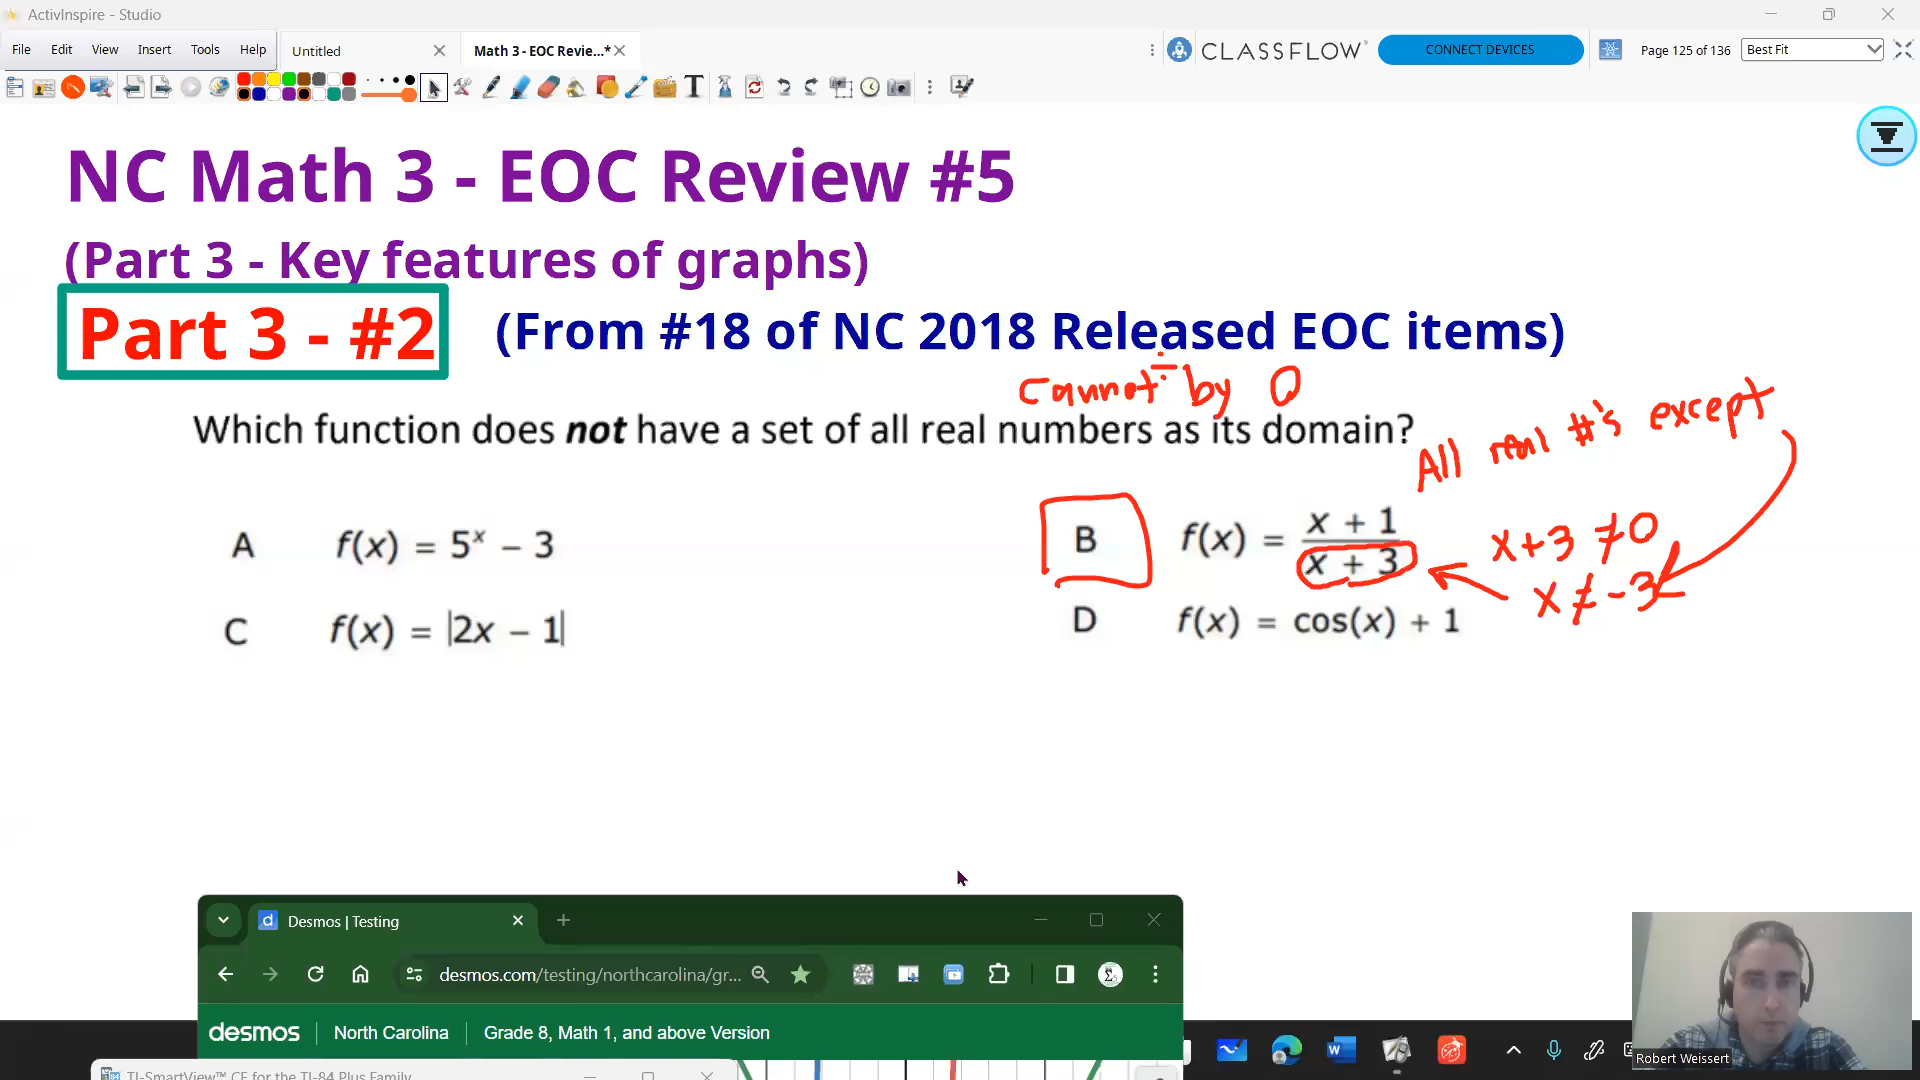 ActivInspire - Studio
File Edit View Insert Tools Help
Untitled
Math 3 - EOC Revie...*
CLASSFLOW
CONNECT DEVICES
Page 125 of 136
Best Fit
NC Math 3 - EOC Review #5
(Part 3 - Key features of graphs)
Part 3 - #2
(From #18 of NC 2018 Released EOC items)
Cannot ÷ by 0
Which function does not have a set of all real numbers as its domain?
All real #'s except
A f(x) = 5^x – 3
B f(x) = (x + 1)/(x + 3)
x+3 ≠0
x ≠ -3
C f(x) = |2x – 1|
D f(x) = cos(x) + 1
Desmos | Testing
desmos.com/testing/northcarolina/gr...
desmos North Carolina Grade 8, Math 1, and above Version
TI-SmartView™ CE for the TI-84 Plus Family
Robert Weissert